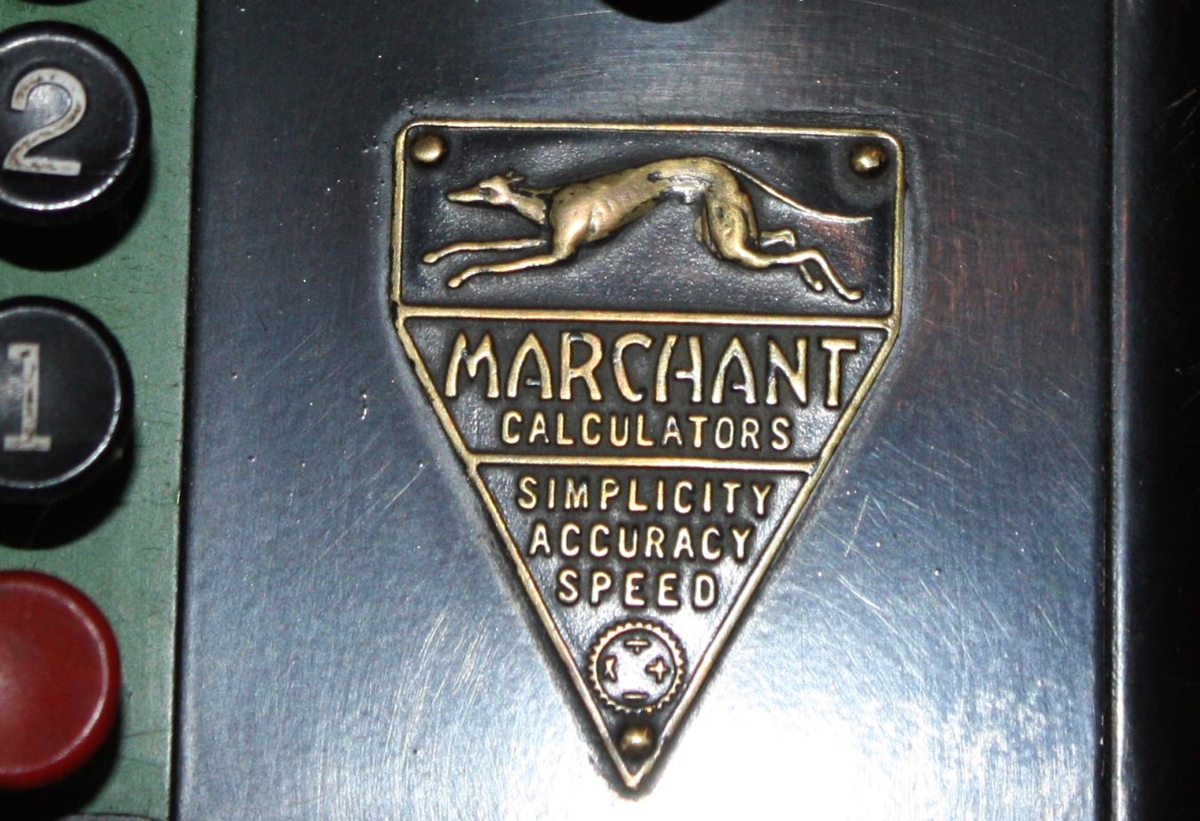 2
1
MARCHANT
CALCULATORS
SIMPLICITY
ACCURACY
SPEED
÷
× +
−